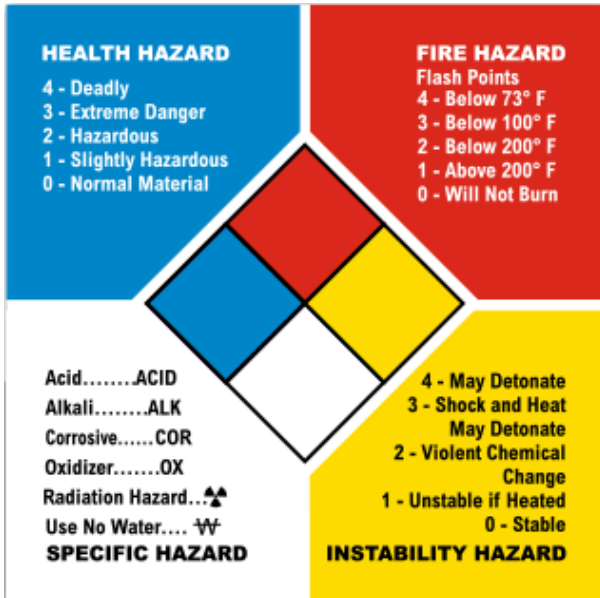 HEALTH HAZARD
4 - Deadly
3 - Extreme Danger
2 - Hazardous
1 - Slightly Hazardous
0 - Normal Material
FIRE HAZARD
Flash Points
4 - Below 73° F
3 - Below 100° F
2 - Below 200° F
1 - Above 200° F
0 - Will Not Burn
Acid........ACID
Alkali........ALK
Corrosive......COR
Oxidizer.......OX
Radiation Hazard...☢
Use No Water.... W̶
SPECIFIC HAZARD
4 - May Detonate
3 - Shock and Heat
May Detonate
2 - Violent Chemical
Change
1 - Unstable if Heated
0 - Stable
INSTABILITY HAZARD